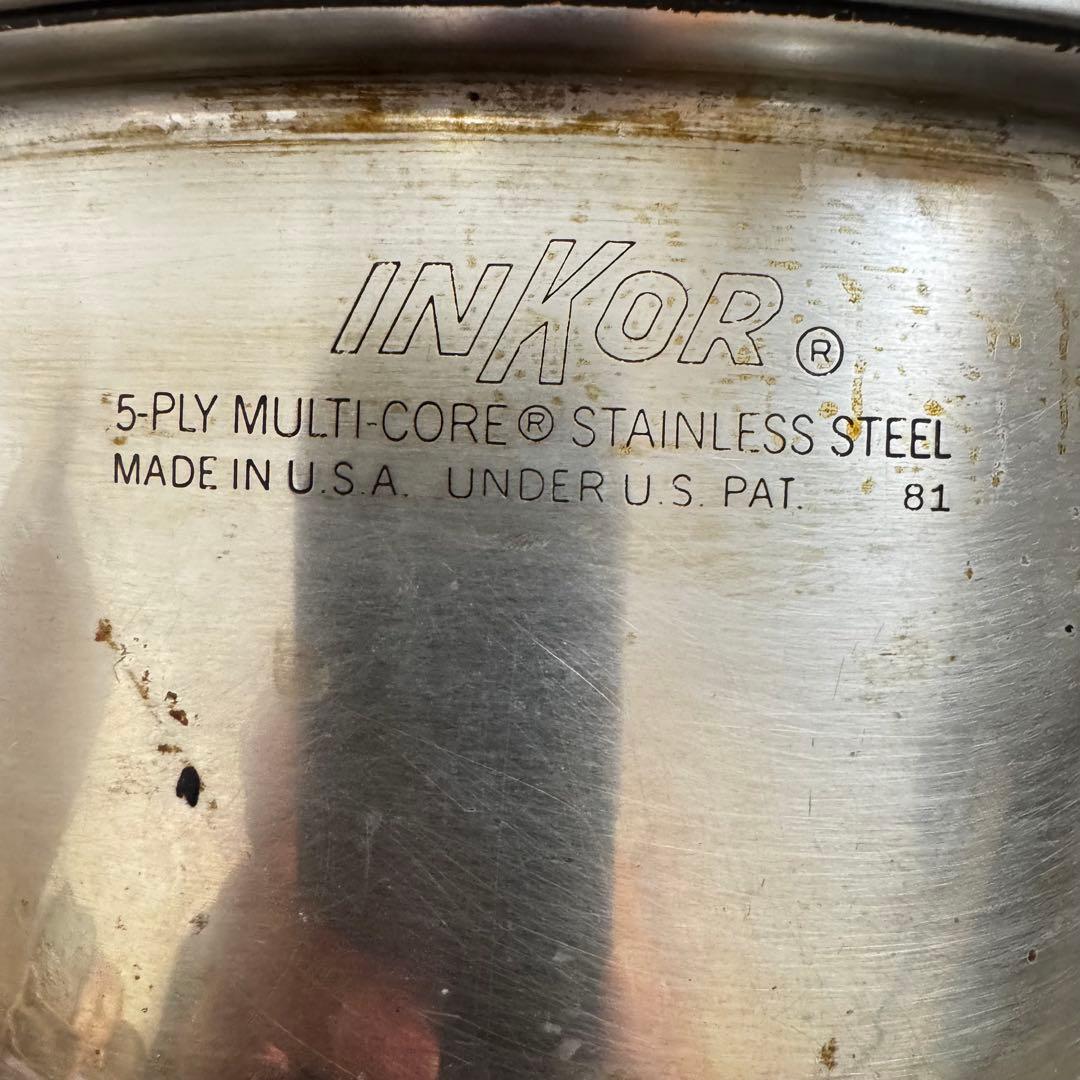 INKOR ®
5-PLY MULTI-CORE® STAINLESS STEEL
MADE IN U.S.A. UNDER U.S. PAT. 81